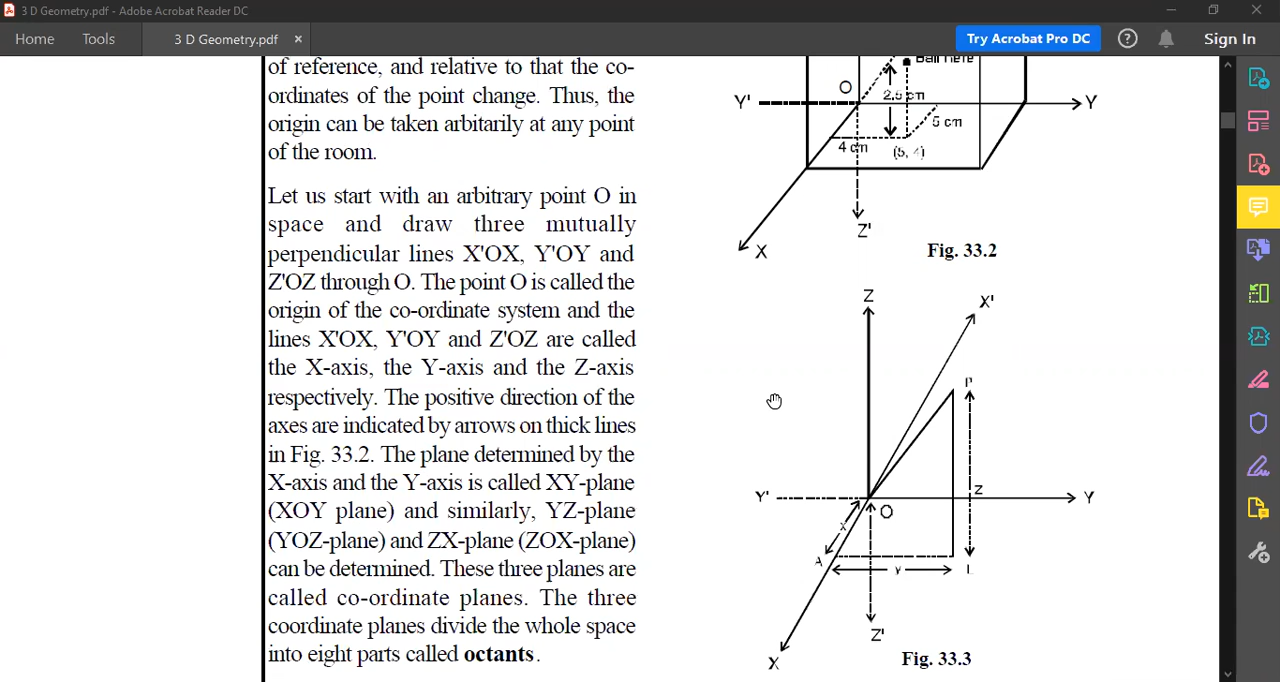 3 D Geometry.pdf - Adobe Acrobat Reader DC
Home Tools 3 D Geometry.pdf × Try Acrobat Pro DC ? Sign In
of reference, and relative to that the co-
ordinates of the point change. Thus, the
origin can be taken arbitarily at any point
of the room.
Let us start with an arbitrary point O in
space and draw three mutually
perpendicular lines X'OX, Y'OY and
Z'OZ through O. The point O is called the
origin of the co-ordinate system and the
lines X'OX, Y'OY and Z'OZ are called
the X-axis, the Y-axis and the Z-axis
respectively. The positive direction of the
axes are indicated by arrows on thick lines
in Fig. 33.2. The plane determined by the
X-axis and the Y-axis is called XY-plane
(XOY plane) and similarly, YZ-plane
(YOZ-plane) and ZX-plane (ZOX-plane)
can be determined. These three planes are
called co-ordinate planes. The three
coordinate planes divide the whole space
into eight parts called octants.
Ball here
O
2.5 cm
Y'
Y
5 cm
4 cm
(5, 4)
Z'
X
Fig. 33.2
Z
X'
P
Y'
z
Y
O
x
A
y
L
Z'
X
Fig. 33.3